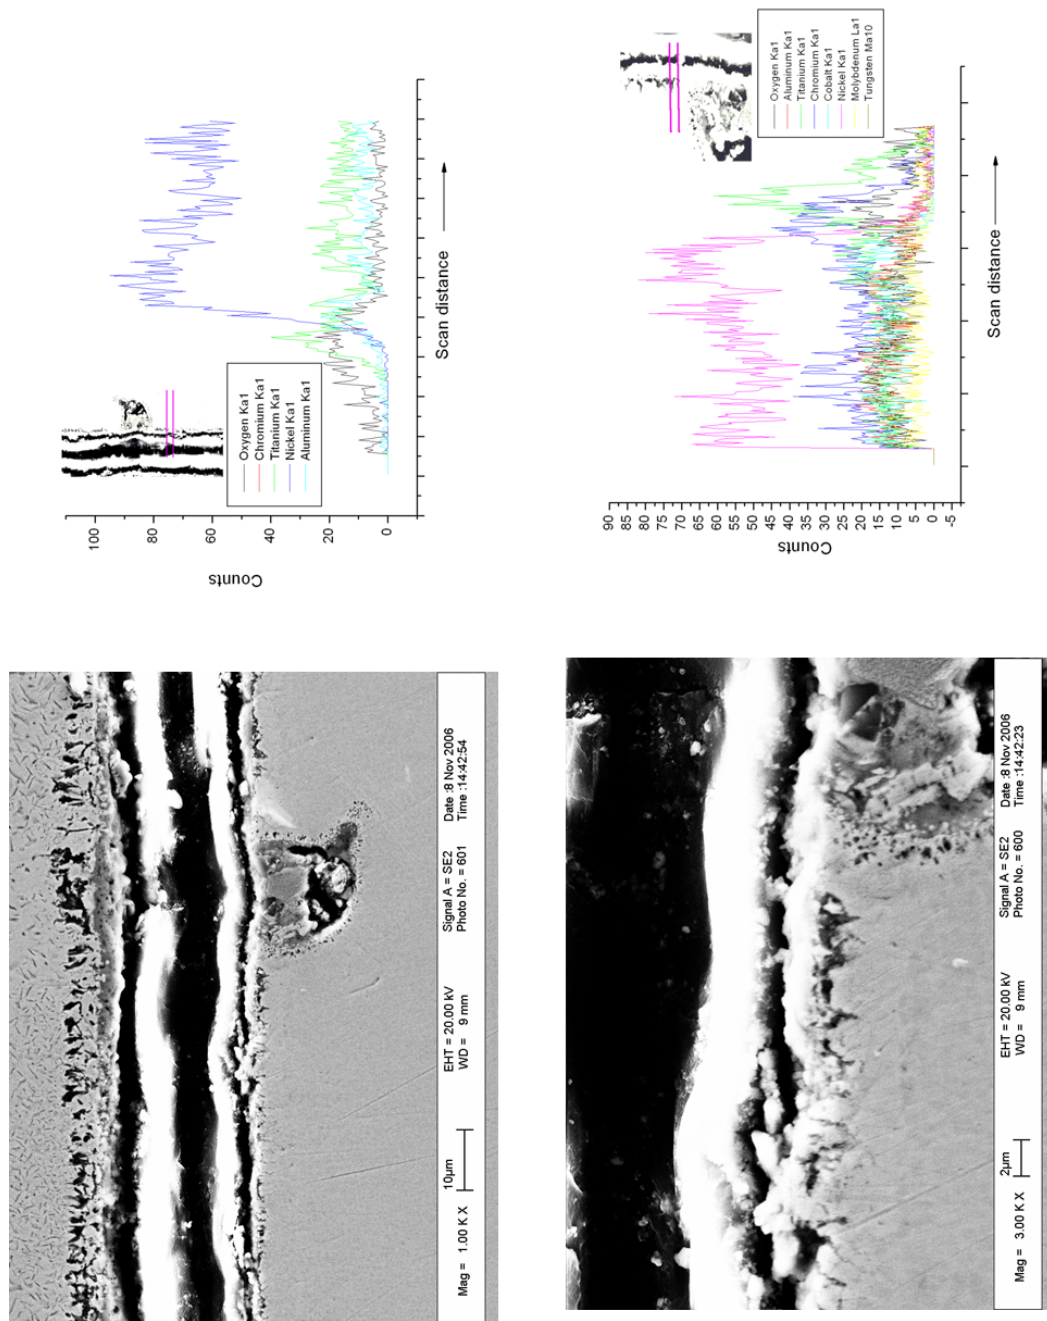 100
80
60
40
20
0
Counts
Scan distance
Oxygen Ka1
Chromium Ka1
Titanium Ka1
Nickel Ka1
Aluminum Ka1
90
85
80
75
70
65
60
55
50
45
40
35
30
25
20
15
10
5
0
-5
Counts
Scan distance
Oxygen Ka1
Aluminum Ka1
Titanium Ka1
Chromium Ka1
Cobalt Ka1
Nickel Ka1
Molybdenum La1
Tungsten Ma10
Mag = 1.00 K X
10µm
EHT = 20.00 kV
WD = 9 mm
Signal A = SE2
Photo No. = 601
Date :8 Nov 2006
Time :14:42:54
Mag = 3.00 K X
2µm
EHT = 20.00 kV
WD = 9 mm
Signal A = SE2
Photo No. = 600
Date :8 Nov 2006
Time :14:42:23